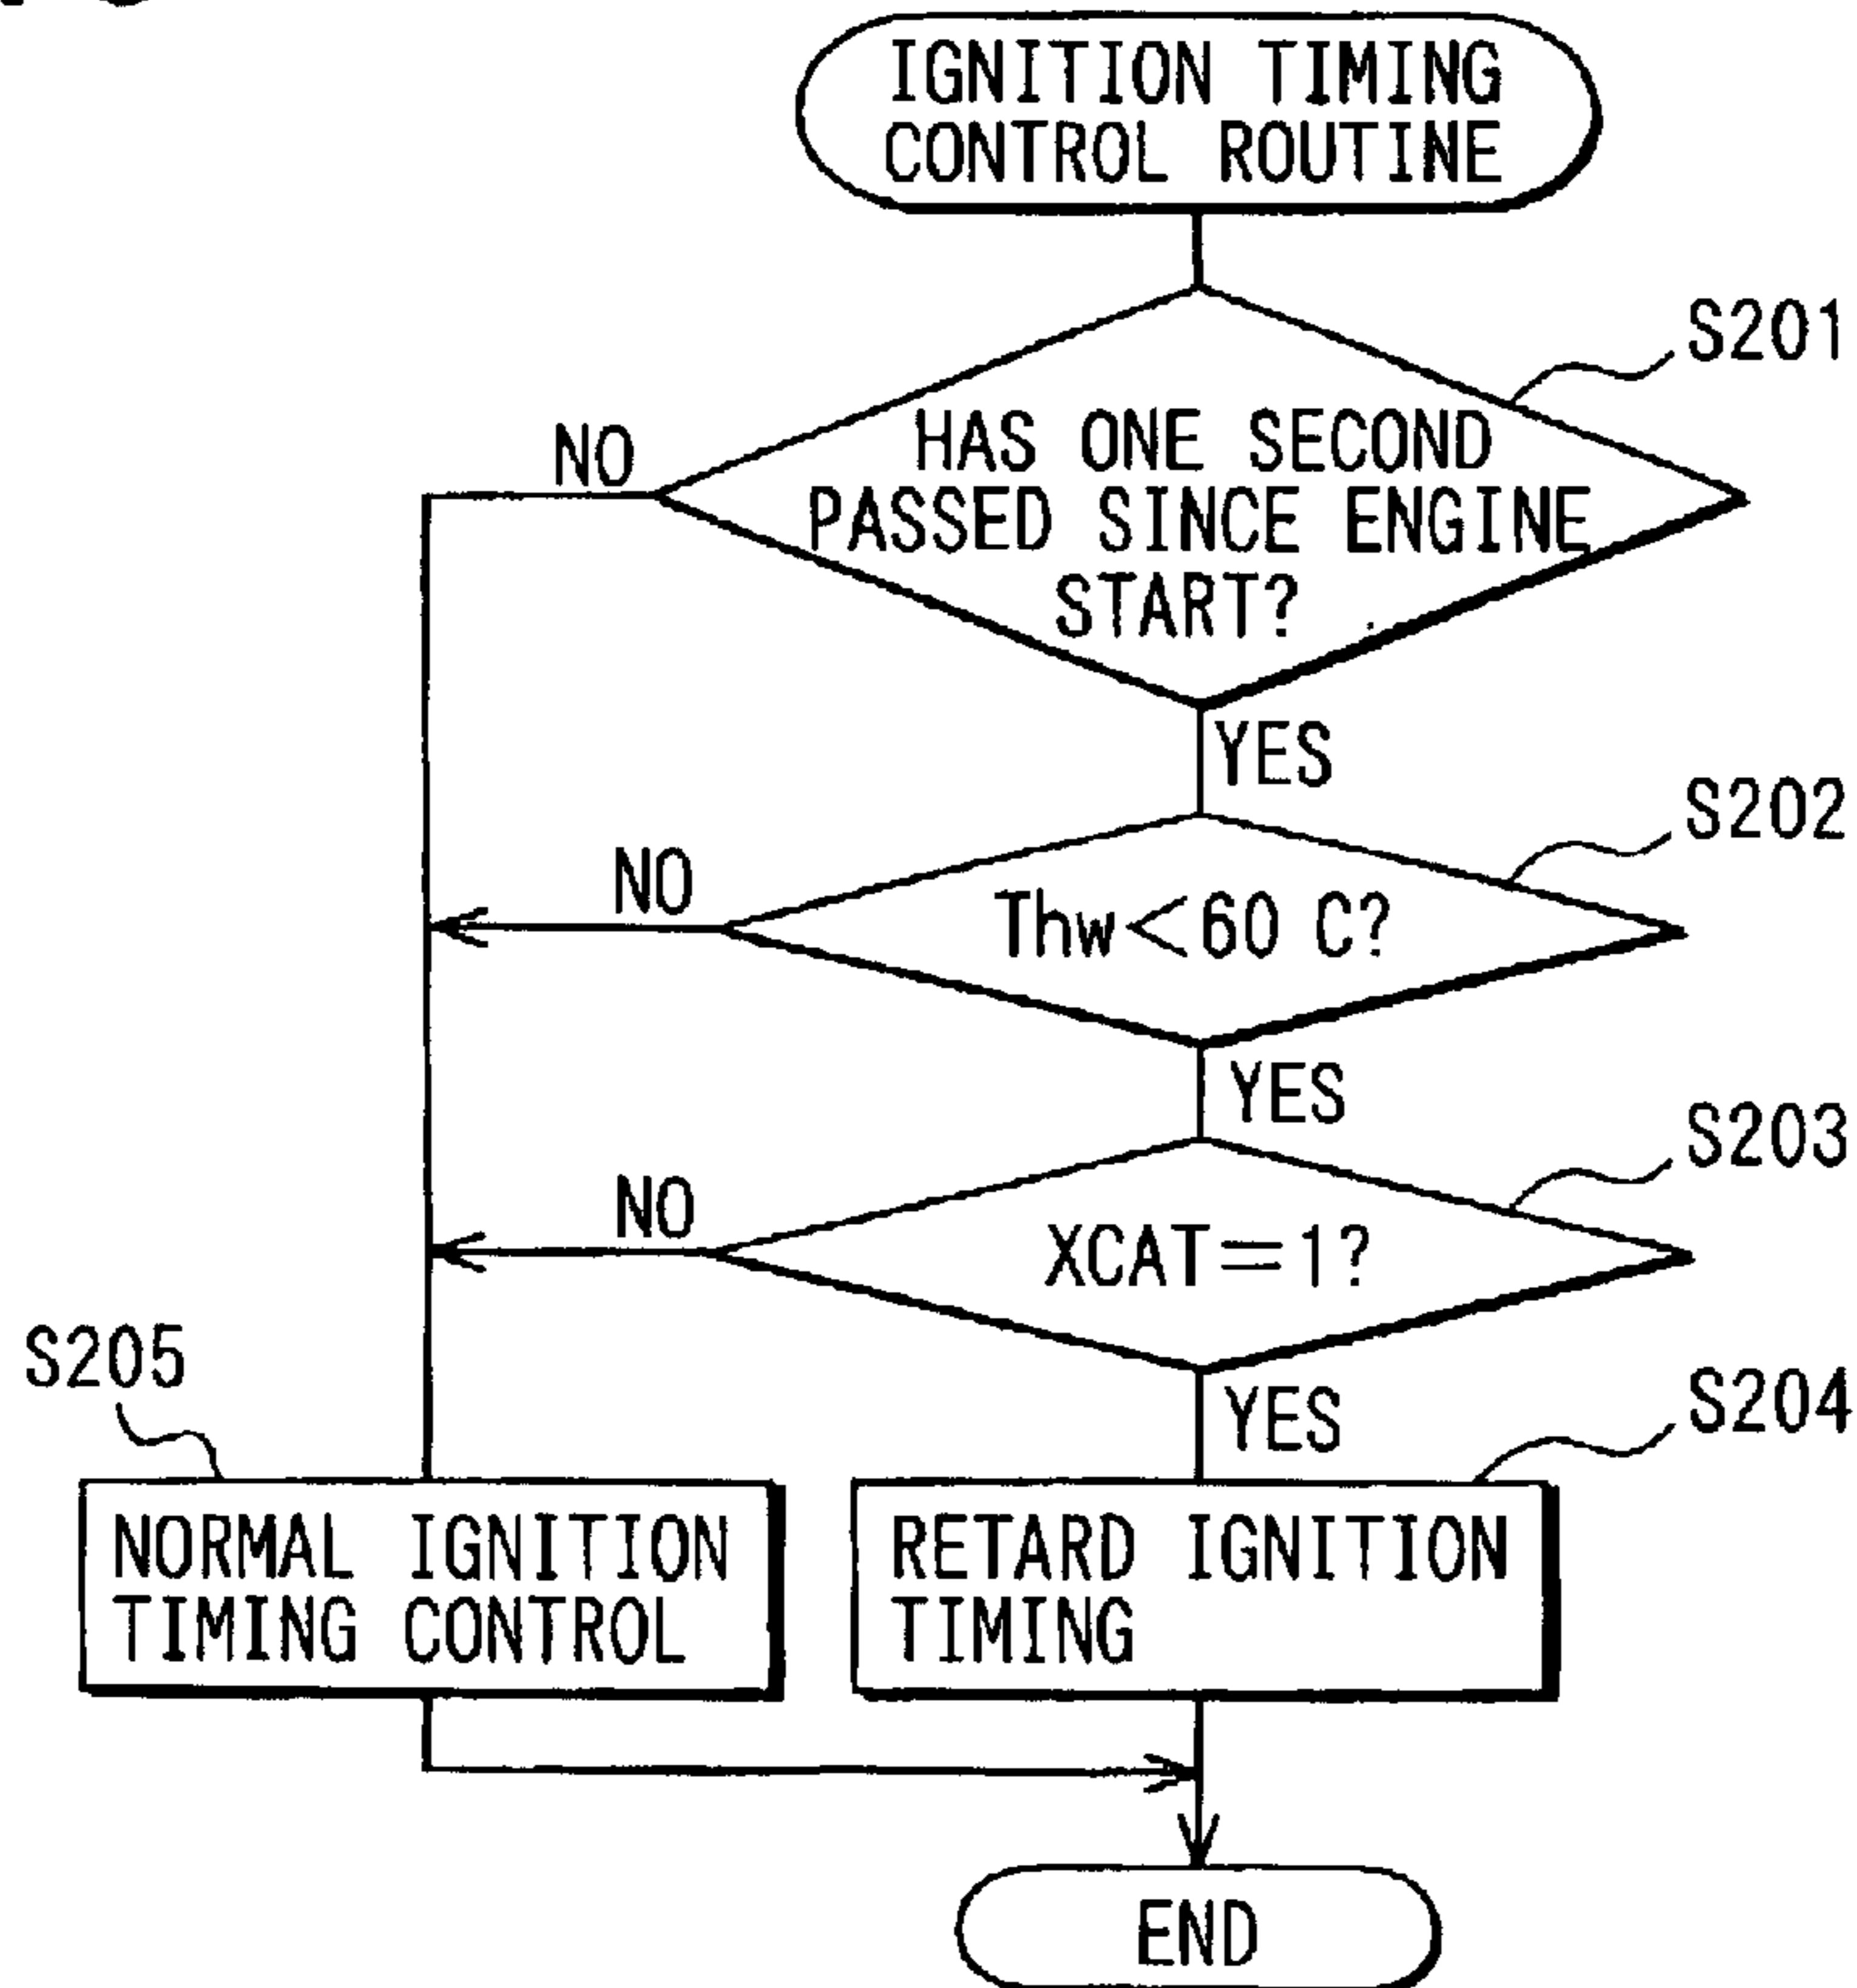 IGNITION TIMING
CONTROL ROUTINE
S201
HAS ONE SECOND
PASSED SINCE ENGINE
START?
NO
YES
S202
Thw<60 C?
NO
YES
S203
XCAT=1?
NO
YES
S205
S204
NORMAL IGNITION
TIMING CONTROL
RETARD IGNITION
TIMING
END